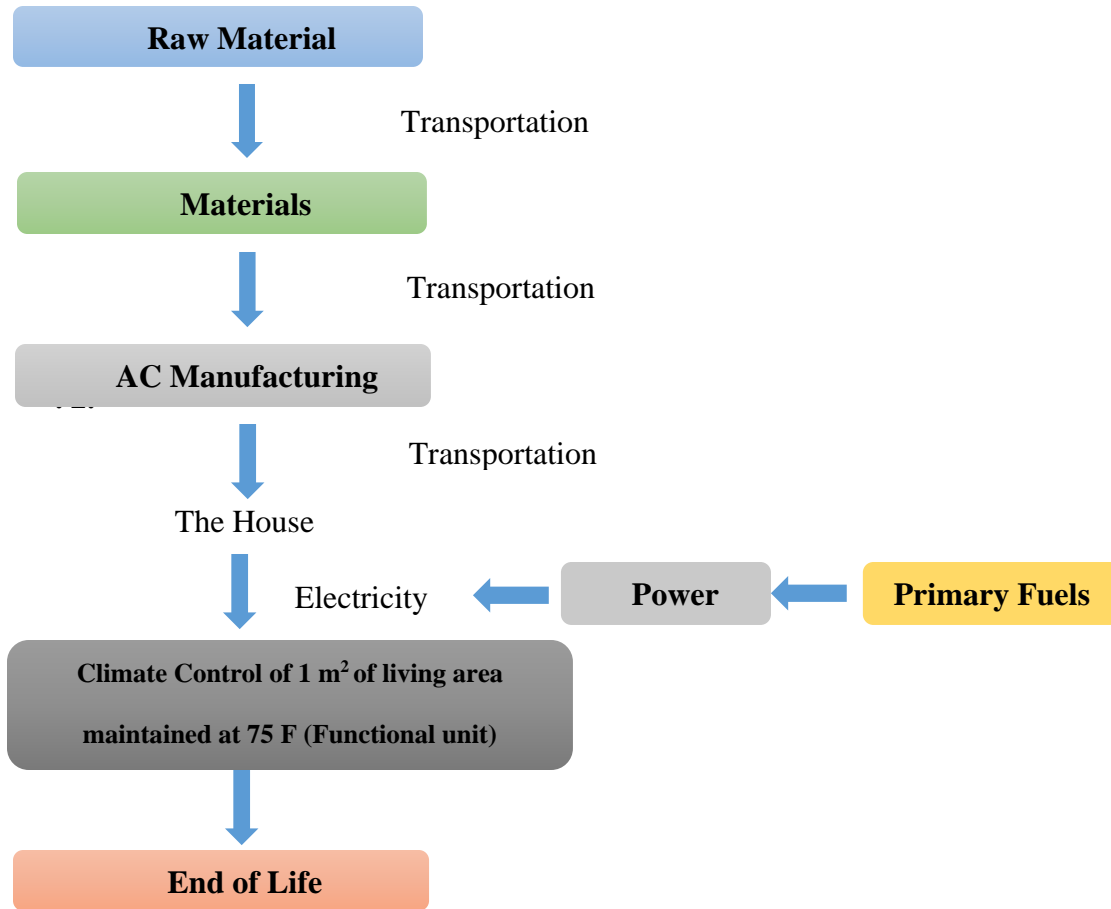 Raw Material
Transportation
Materials
Transportation
AC Manufacturing
Transportation
The House
Electricity
Power
Primary Fuels
Climate Control of 1 m² of living area
maintained at 75 F (Functional unit)
End of Life